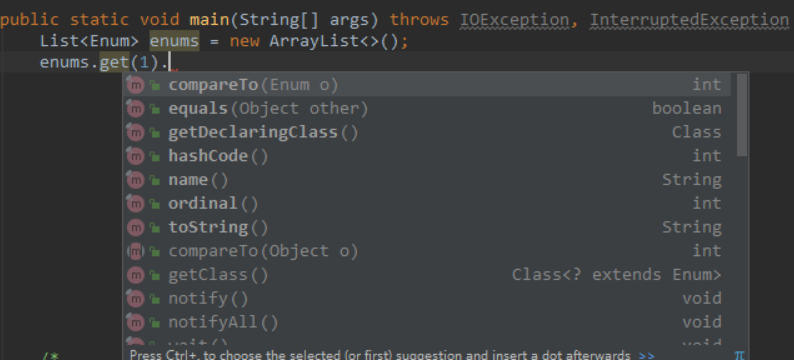 public static void main(String[] args) throws IOException, InterruptedException
List<Enum> enums = new ArrayList<>();
enums.get(1).
compareTo(Enum o) int
equals(Object other) boolean
getDeclaringClass() Class
hashCode() int
name() String
ordinal() int
toString() String
compareTo(Object o) int
getClass() Class<? extends Enum>
notify() void
notifyAll() void
wait() void
/* Press Ctrl+. to choose the selected (or first) suggestion and insert a dot afterwards >> π